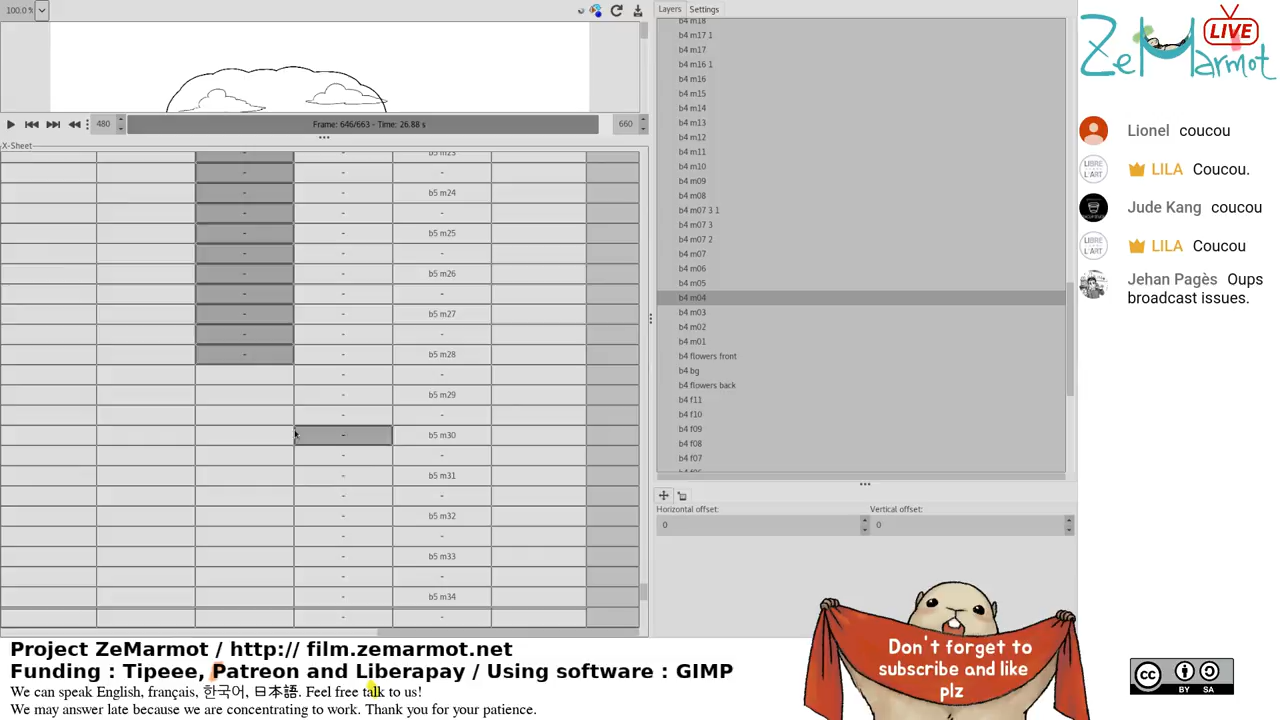 100.0 %
Frame: 646/663 - Time: 26.88 s
480
660
X-Sheet
b5 m23
-
-
-
-
b5 m24
-
-
-
-
b5 m25
-
-
-
-
b5 m26
-
-
-
-
b5 m27
-
-
-
-
b5 m28
-
-
b5 m29
-
-
b5 m30
-
-
b5 m31
-
-
b5 m32
-
-
b5 m33
-
-
b5 m34
-
Layers Settings
b4 m18
b4 m17 1
b4 m17
b4 m16 1
b4 m16
b4 m15
b4 m14
b4 m13
b4 m12
b4 m11
b4 m10
b4 m09
b4 m08
b4 m07 3 1
b4 m07 3
b4 m07 2
b4 m07
b4 m06
b4 m05
b4 m04
b4 m03
b4 m02
b4 m01
b4 flowers front
b4 bg
b4 flowers back
b4 f11
b4 f10
b4 f09
b4 f08
b4 f07
Horizontal offset: Vertical offset:
0 0
ZeMarmot LIVE
Lionel coucou
LILA Coucou.
Jude Kang coucou
LILA Coucou
Jehan Pagès Oups
broadcast issues.
Don't forget to
subscribe and like
plz
Project ZeMarmot / http:// film.zemarmot.net
Funding : Tipeee, Patreon and Liberapay / Using software : GIMP
We can speak English, français, 한국어, 日本語. Feel free talk to us!
We may answer late because we are concentrating to work. Thank you for your patience.
cc BY SA